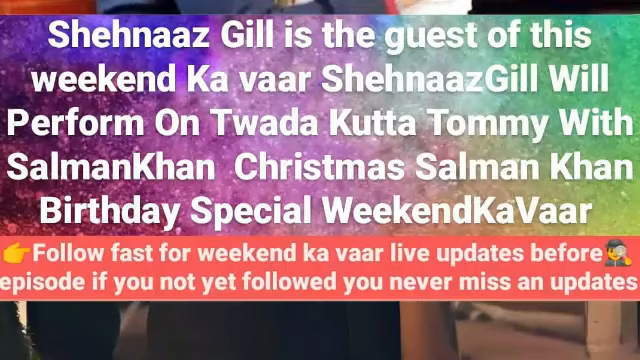 Shehnaaz Gill is the guest of this
weekend Ka vaar ShehnaazGill Will
Perform On Twada Kutta Tommy With
SalmanKhan Christmas Salman Khan
Birthday Special WeekendKaVaar
👉Follow fast for weekend ka vaar live updates before🕵️
episode if you not yet followed you never miss an updates